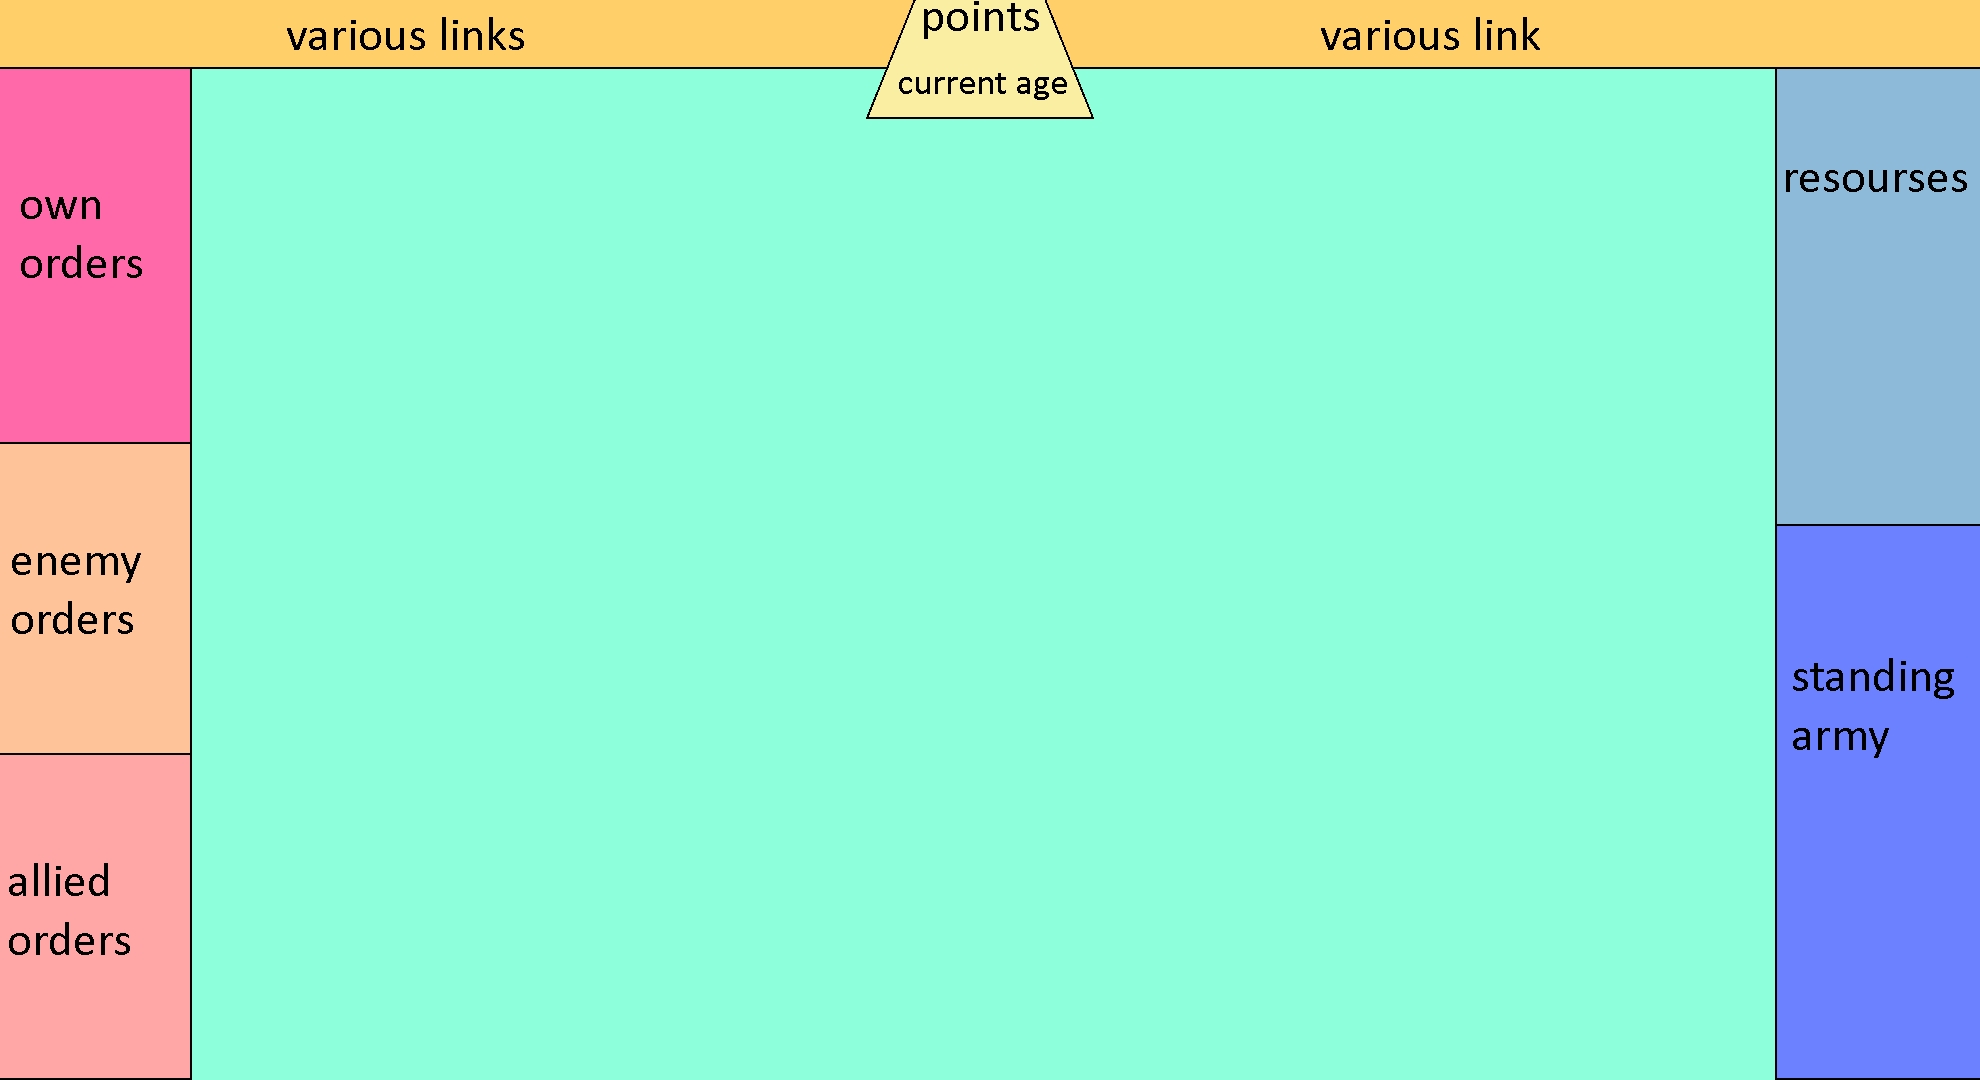 various links
points
various link
current age
own
orders
resourses
enemy
orders
standing
army
allied
orders